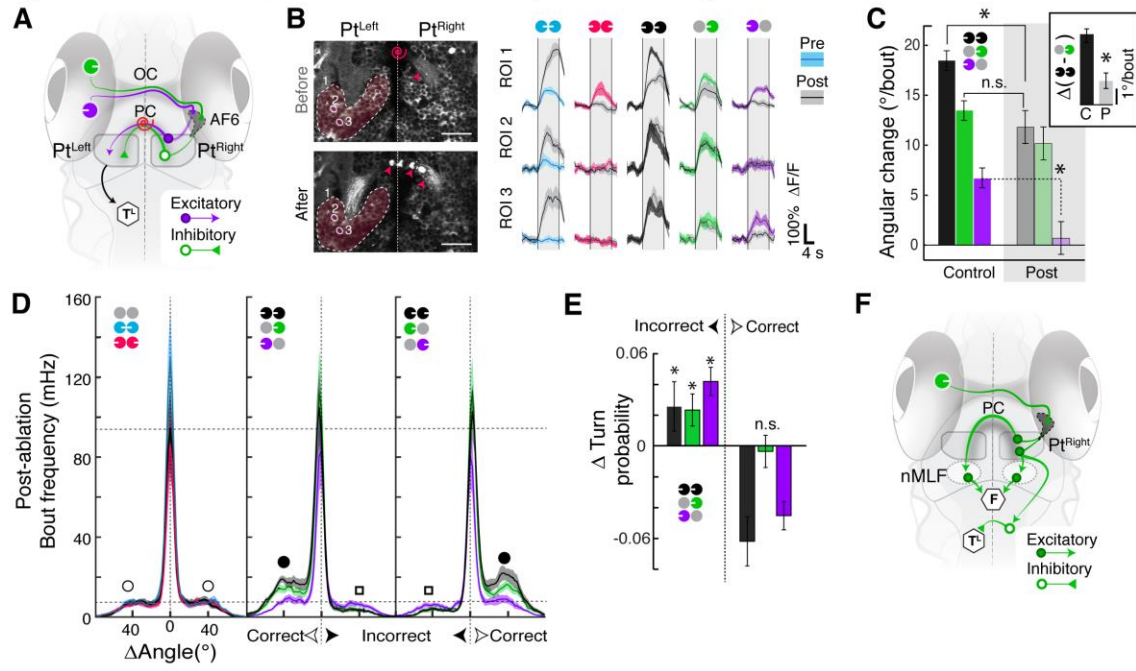 A
OC
PC
AF6
Pt^Left
Pt^Right
T^L
Excitatory
Inhibitory
B
Pt^Left
Pt^Right
Before
1
2
3
After
1
2
3
ROI 1
ROI 2
ROI 3
Pre
Post
100% ΔF/F
4 s
C
Angular change (°/bout)
20
15
10
5
0
*
n.s.
*
Control
Post
Δ( - )
*
1°/bout
C P
D
Post-ablation
Bout frequency (mHz)
160
120
80
40
0
40 0 40
ΔAngle(°)
Correct
Incorrect
Correct
E
Incorrect
Correct
Δ Turn
probability
0.06
0
-0.06
* * *
n.s.
F
PC
Pt^Right
nMLF
F
T^L
Excitatory
Inhibitory